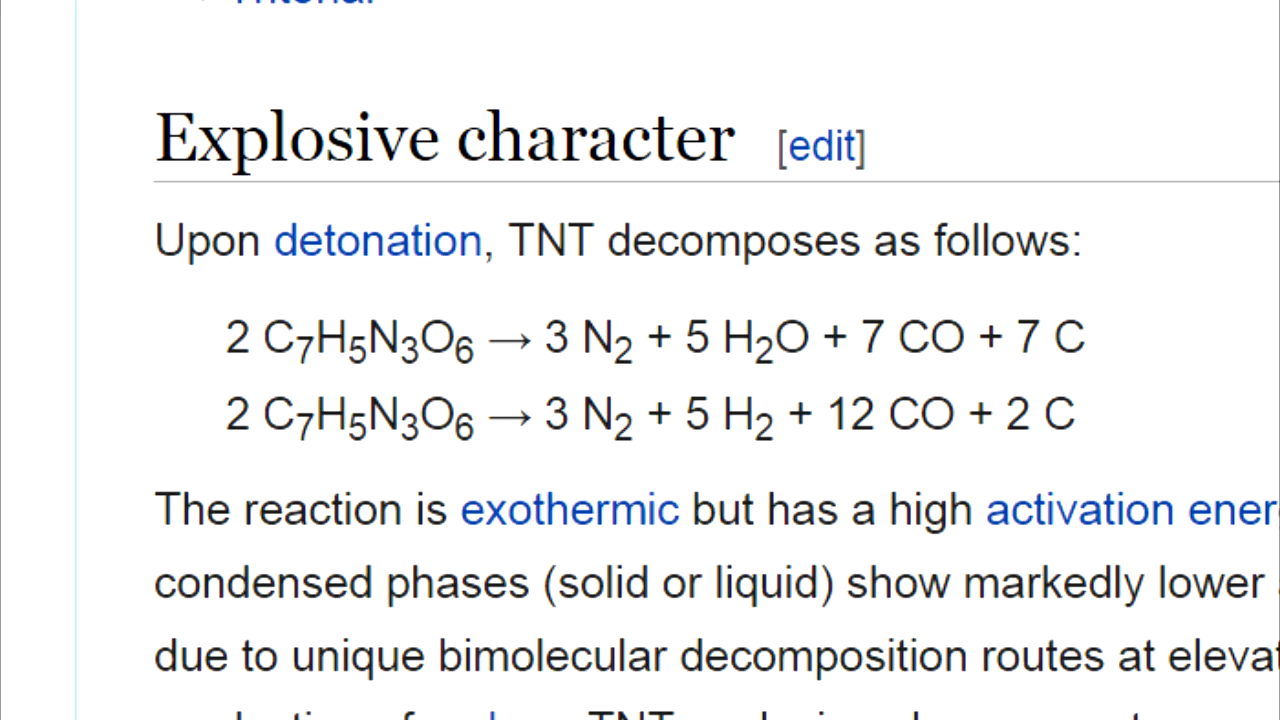 Explosive character [edit]
Upon detonation, TNT decomposes as follows:
2 C₇H₅N₃O₆ → 3 N₂ + 5 H₂O + 7 CO + 7 C
2 C₇H₅N₃O₆ → 3 N₂ + 5 H₂ + 12 CO + 2 C
The reaction is exothermic but has a high activation
condensed phases (solid or liquid) show markedly lower
due to unique bimolecular decomposition routes at